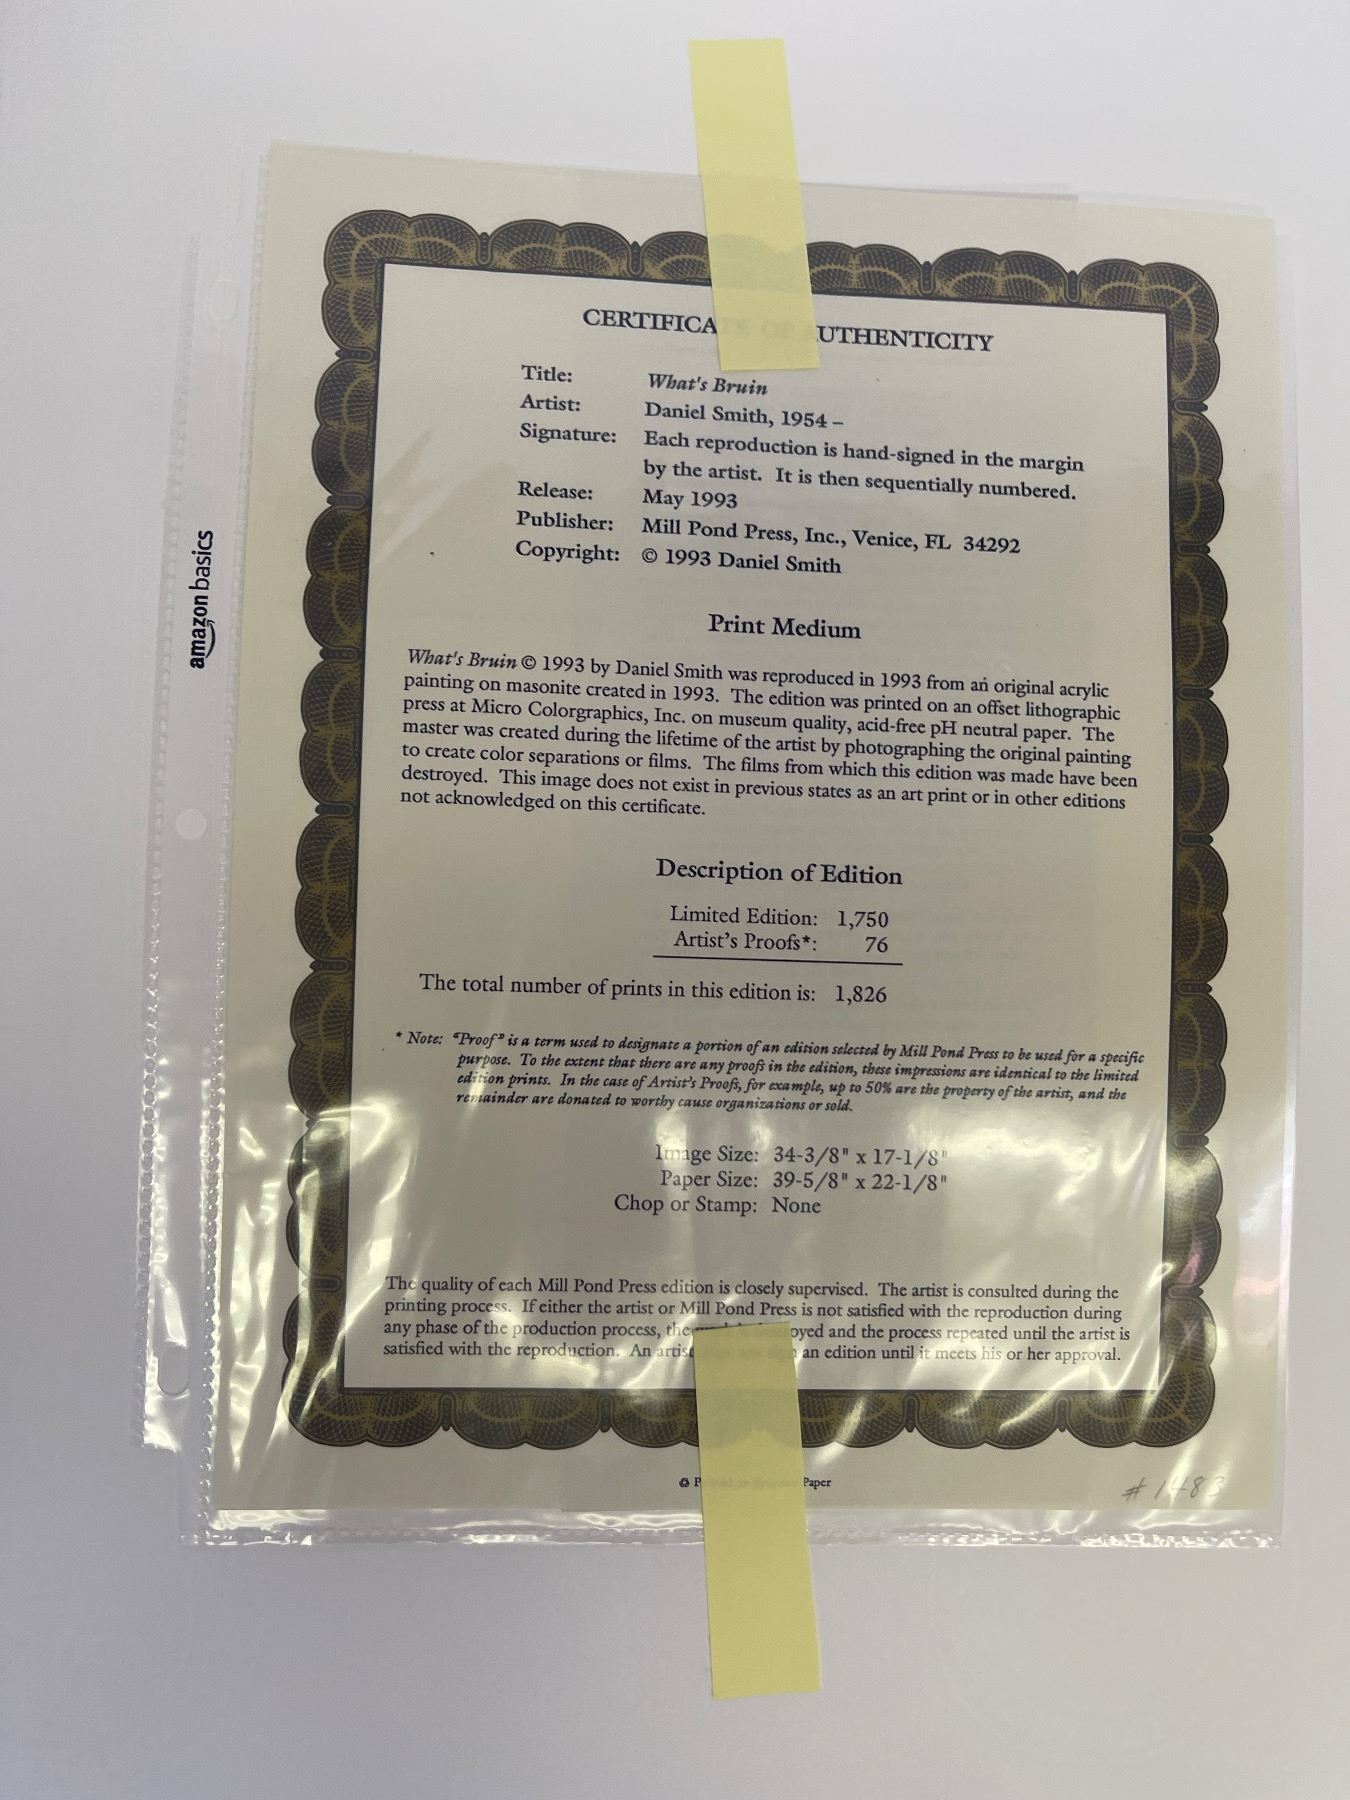 CERTIFICATE OF AUTHENTICITY
Title: What's Bruin
Artist: Daniel Smith, 1954 –
Signature: Each reproduction is hand-signed in the margin
by the artist. It is then sequentially numbered.
Release: May 1993
Publisher: Mill Pond Press, Inc., Venice, FL 34292
Copyright: © 1993 Daniel Smith
amazon basics
Print Medium
What's Bruin © 1993 by Daniel Smith was reproduced in 1993 from an original acrylic
painting on masonite created in 1993. The edition was printed on an offset lithographic
press at Micro Colorgraphics, Inc. on museum quality, acid-free pH neutral paper. The
master was created during the lifetime of the artist by photographing the original painting
to create color separations or films. The films from which this edition was made have been
destroyed. This image does not exist in previous states as an art print or in other editions
not acknowledged on this certificate.
Description of Edition
Limited Edition: 1,750
Artist's Proofs*: 76
The total number of prints in this edition is: 1,826
* Note: "Proof" is a term used to designate a portion of an edition selected by Mill Pond Press to be used for a specific
purpose. To the extent that there are any proofs in the edition, these impressions are identical to the limited
edition prints. In the case of Artist's Proofs, for example, up to 50% are the property of the artist, and the
remainder are donated to worthy cause organizations or sold.
Image Size: 34-3/8" x 17-1/8"
Paper Size: 39-5/8" x 22-1/8"
Chop or Stamp: None
The quality of each Mill Pond Press edition is closely supervised. The artist is consulted during the
printing process. If either the artist or Mill Pond Press is not satisfied with the reproduction during
any phase of the production process, the oyed and the process repeated until the artist is
satisfied with the reproduction. An artist an edition until it meets his or her approval.
Paper
# 1483